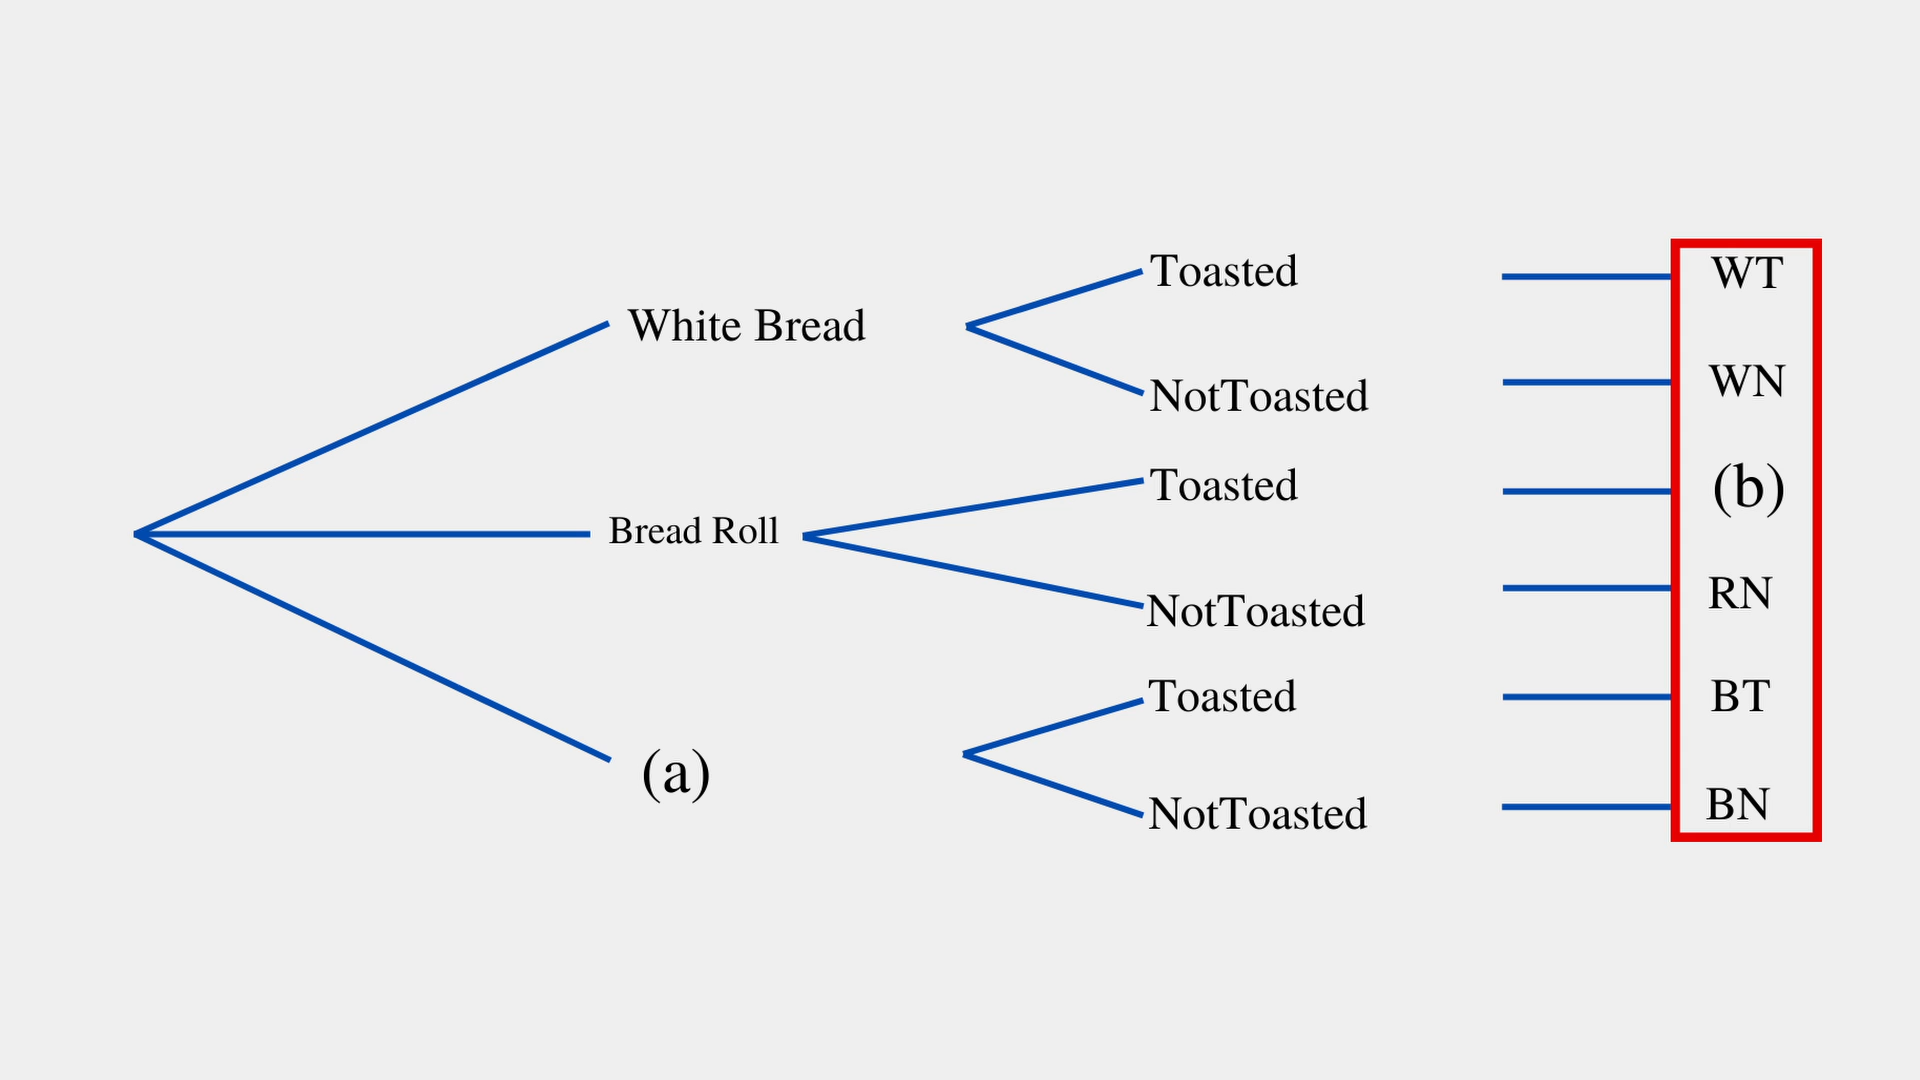 Toasted
WT
White Bread
WN
NotToasted
Toasted
(b)
Bread Roll
RN
NotToasted
Toasted
BT
(a)
NotToasted
BN